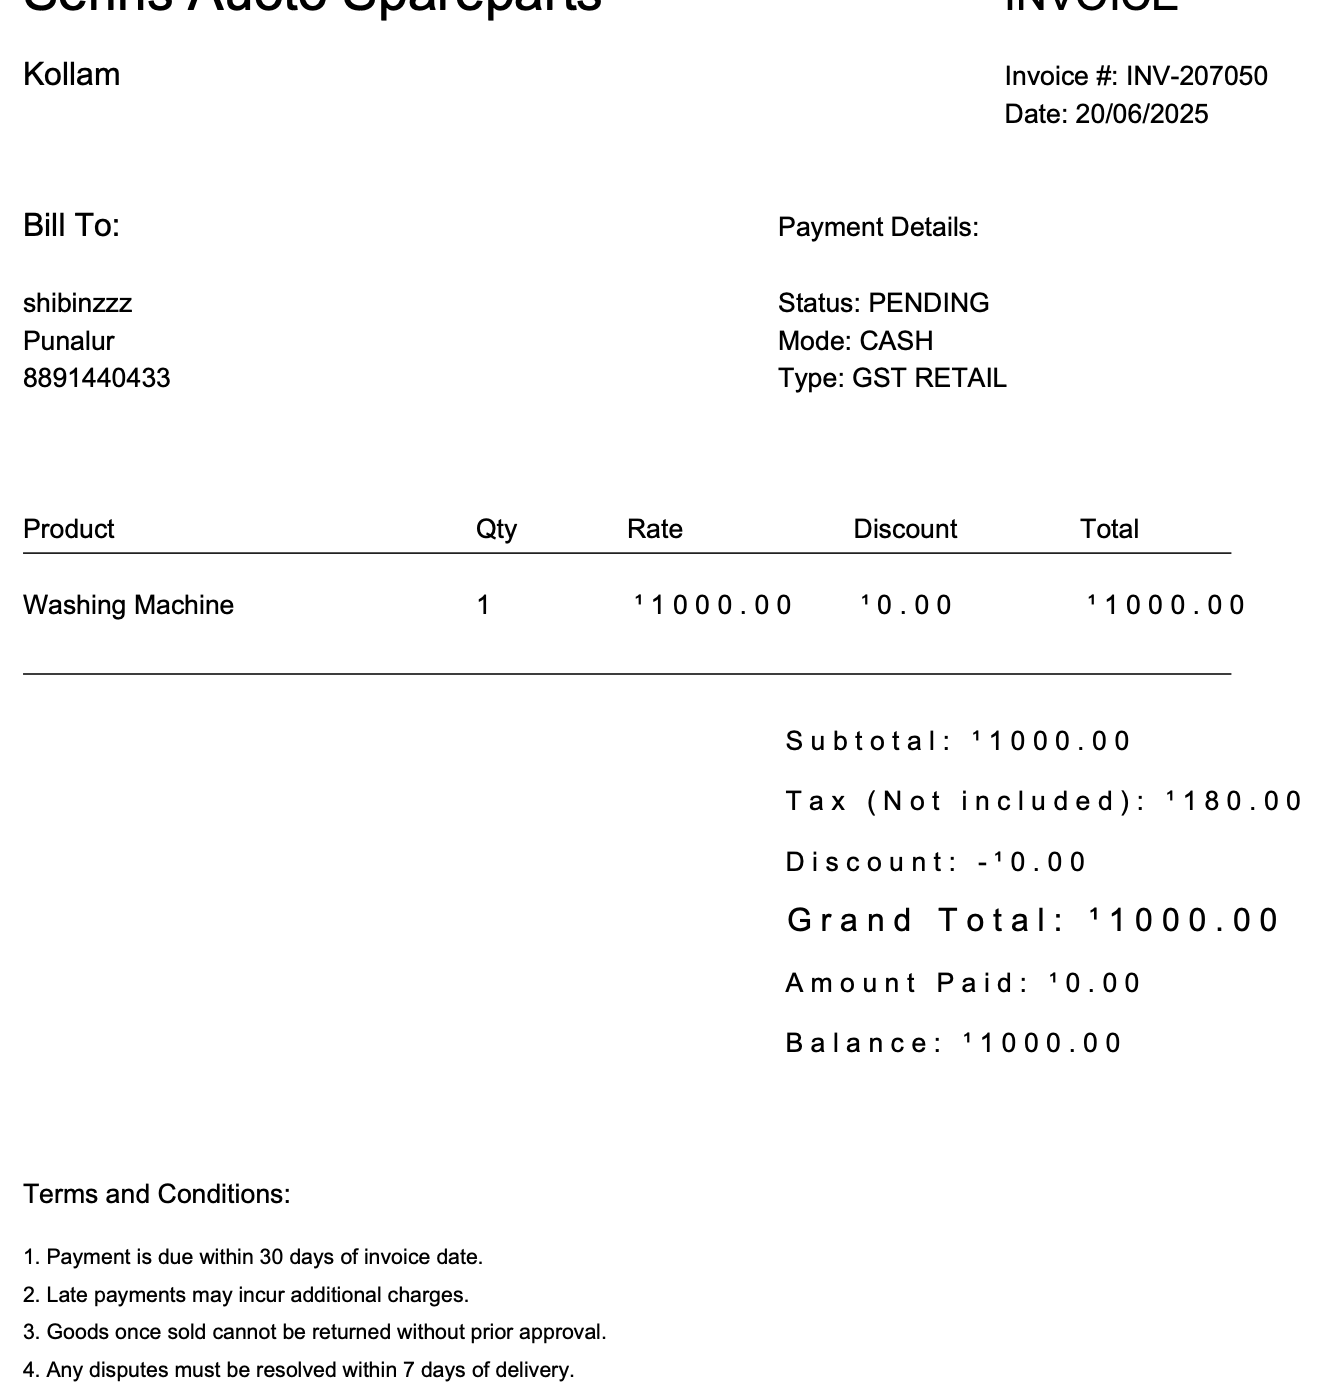 Kollam
Invoice #: INV-207050
Date: 20/06/2025
Bill To:
Payment Details:
shibinzzz
Status: PENDING
Punalur
Mode: CASH
8891440433
Type: GST RETAIL
Product Qty Rate Discount Total
Washing Machine 1 ¹1000.00 ¹0.00 ¹1000.00
Subtotal: ¹1000.00
Tax (Not included): ¹180.00
Discount: -¹0.00
Grand Total: ¹1000.00
Amount Paid: ¹0.00
Balance: ¹1000.00
Terms and Conditions:
1. Payment is due within 30 days of invoice date.
2. Late payments may incur additional charges.
3. Goods once sold cannot be returned without prior approval.
4. Any disputes must be resolved within 7 days of delivery.